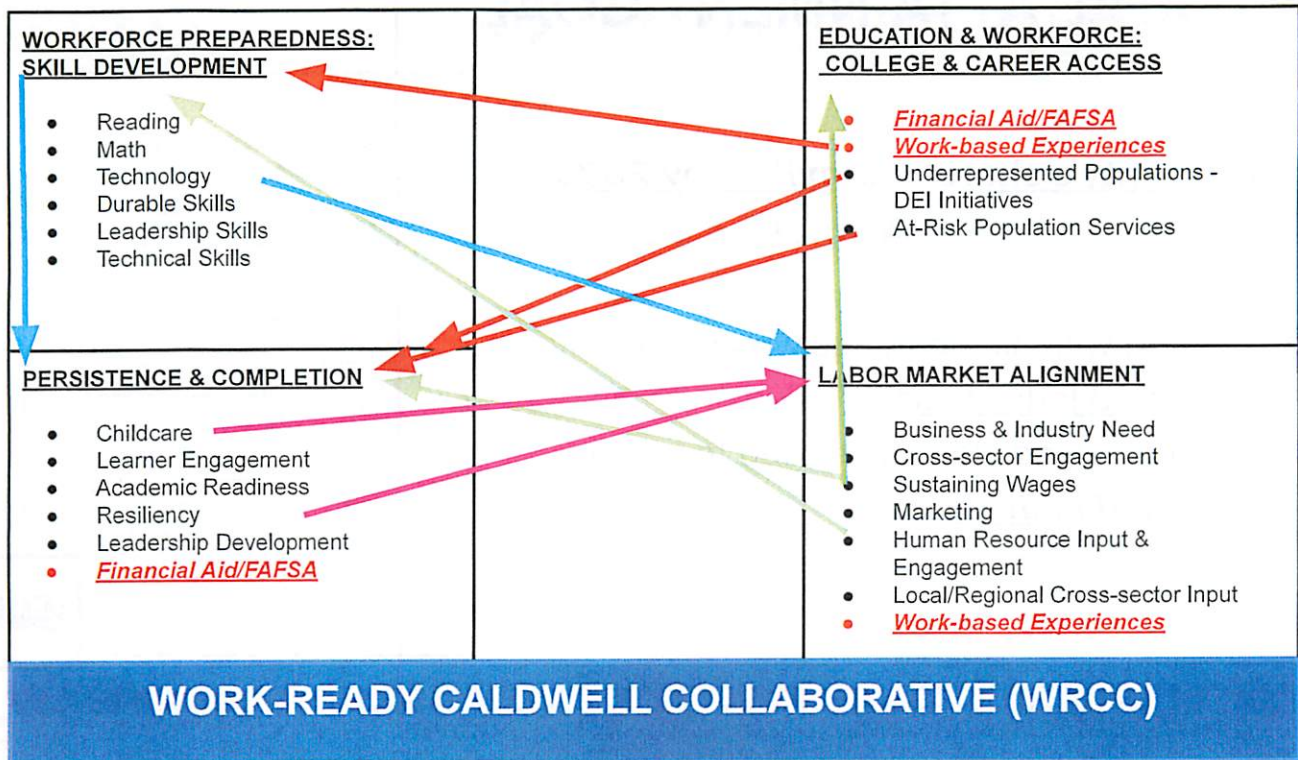 WORKFORCE PREPAREDNESS:
SKILL DEVELOPMENT
Reading
Math
Technology
Durable Skills
Leadership Skills
Technical Skills
EDUCATION & WORKFORCE:
COLLEGE & CAREER ACCESS
Financial Aid/FAFSA
Work-based Experiences
Underrepresented Populations -
DEI Initiatives
At-Risk Population Services
PERSISTENCE & COMPLETION
Childcare
Learner Engagement
Academic Readiness
Resiliency
Leadership Development
Financial Aid/FAFSA
LABOR MARKET ALIGNMENT
Business & Industry Need
Cross-sector Engagement
Sustaining Wages
Marketing
Human Resource Input &
Engagement
Local/Regional Cross-sector Input
Work-based Experiences
WORK-READY CALDWELL COLLABORATIVE (WRCC)